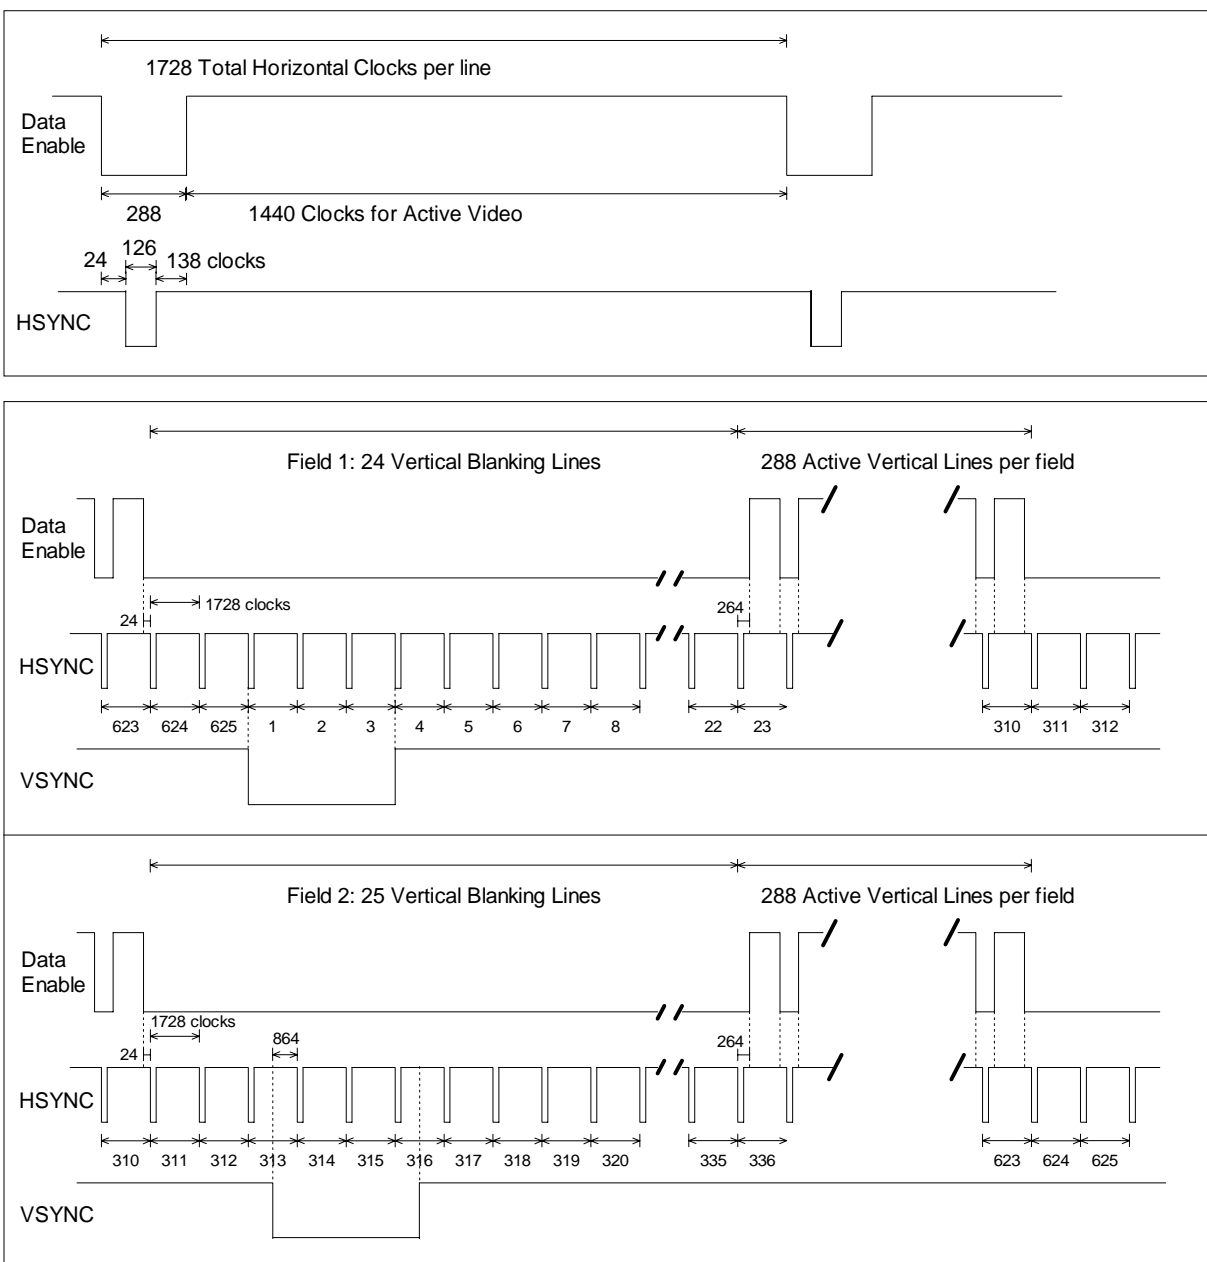 1728 Total Horizontal Clocks per line
Data
Enable
288
1440 Clocks for Active Video
126
24
138 clocks
HSYNC
Field 1: 24 Vertical Blanking Lines
288 Active Vertical Lines per field
Data
Enable
1728 clocks
24
264
HSYNC
623 624 625 1 2 3 4 5 6 7 8 22 23 310 311 312
VSYNC
Field 2: 25 Vertical Blanking Lines
288 Active Vertical Lines per field
Data
Enable
1728 clocks
24
864
264
HSYNC
310 311 312 313 314 315 316 317 318 319 320 335 336 623 624 625
VSYNC